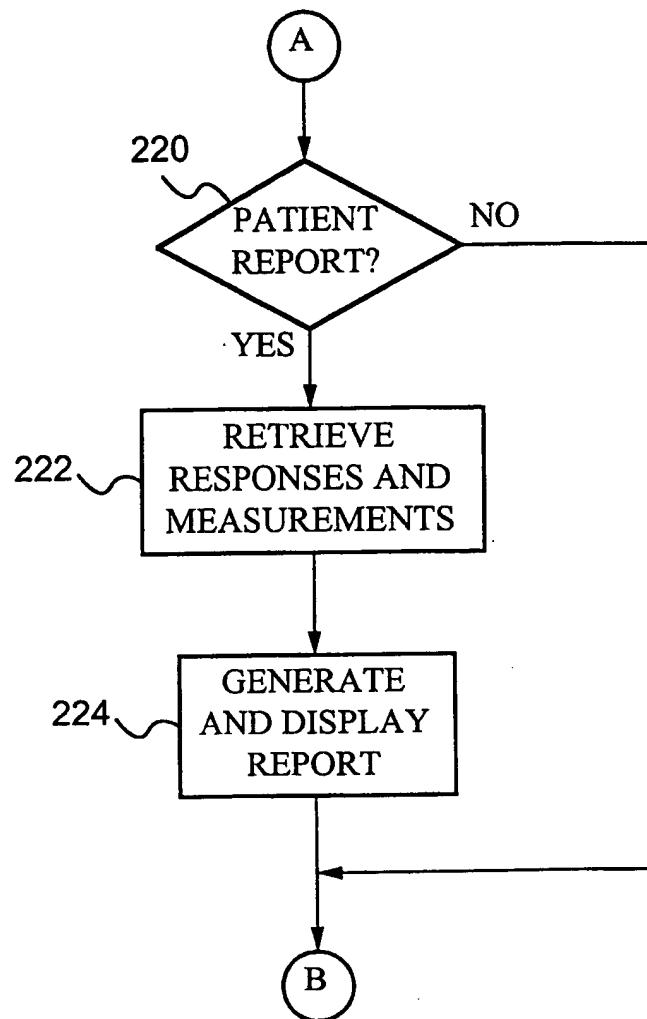 A
220
PATIENT
REPORT?
NO
YES
222
RETRIEVE
RESPONSES AND
MEASUREMENTS
224
GENERATE
AND DISPLAY
REPORT
B